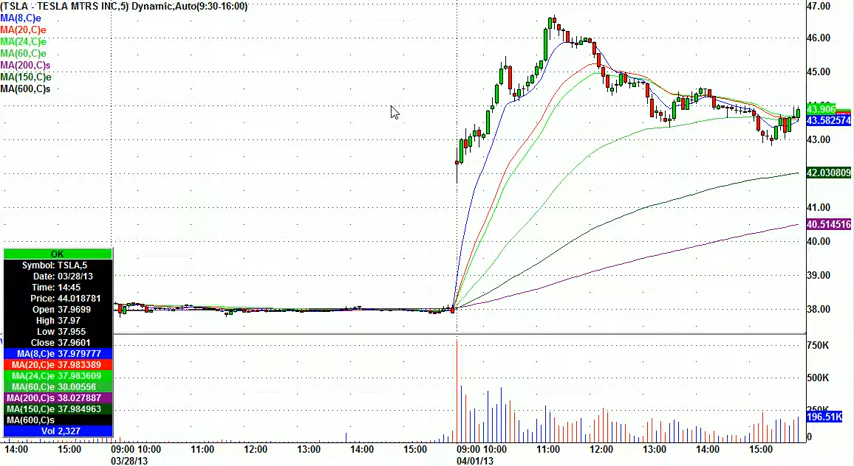 (TSLA - TESLA MTRS INC,5) Dynamic,Auto(9:30-16:00)
MA(8,C)e
MA(20,C)e
MA(24,C)e
MA(60,C)e
MA(200,C)s
MA(150,C)e
MA(600,C)s
47.00
46.00
45.00
43.906
43.582574
43.00
42.030809
41.00
40.514516
40.00
39.00
38.00
OK
Symbol: TSLA,5
Date: 03/28/13
Time: 14:45
Price: 44.018781
Open 37.9699
High 37.97
Low 37.955
Close 37.9601
MA(8,C)e 37.979777
MA(20,C)e 37.983389
MA(24,C)e 37.983609
MA(60,C)e 38.00556
MA(200,C)s 38.027887
MA(150,C)e 37.984963
MA(600,C)s
Vol 2,327
750K
500K
196.51K
0
14:00 15:00 09:00 10:00 11:00 12:00 13:00 14:00 15:00 09:00 10:00 11:00 12:00 13:00 14:00 15:00
03/28/13 04/01/13